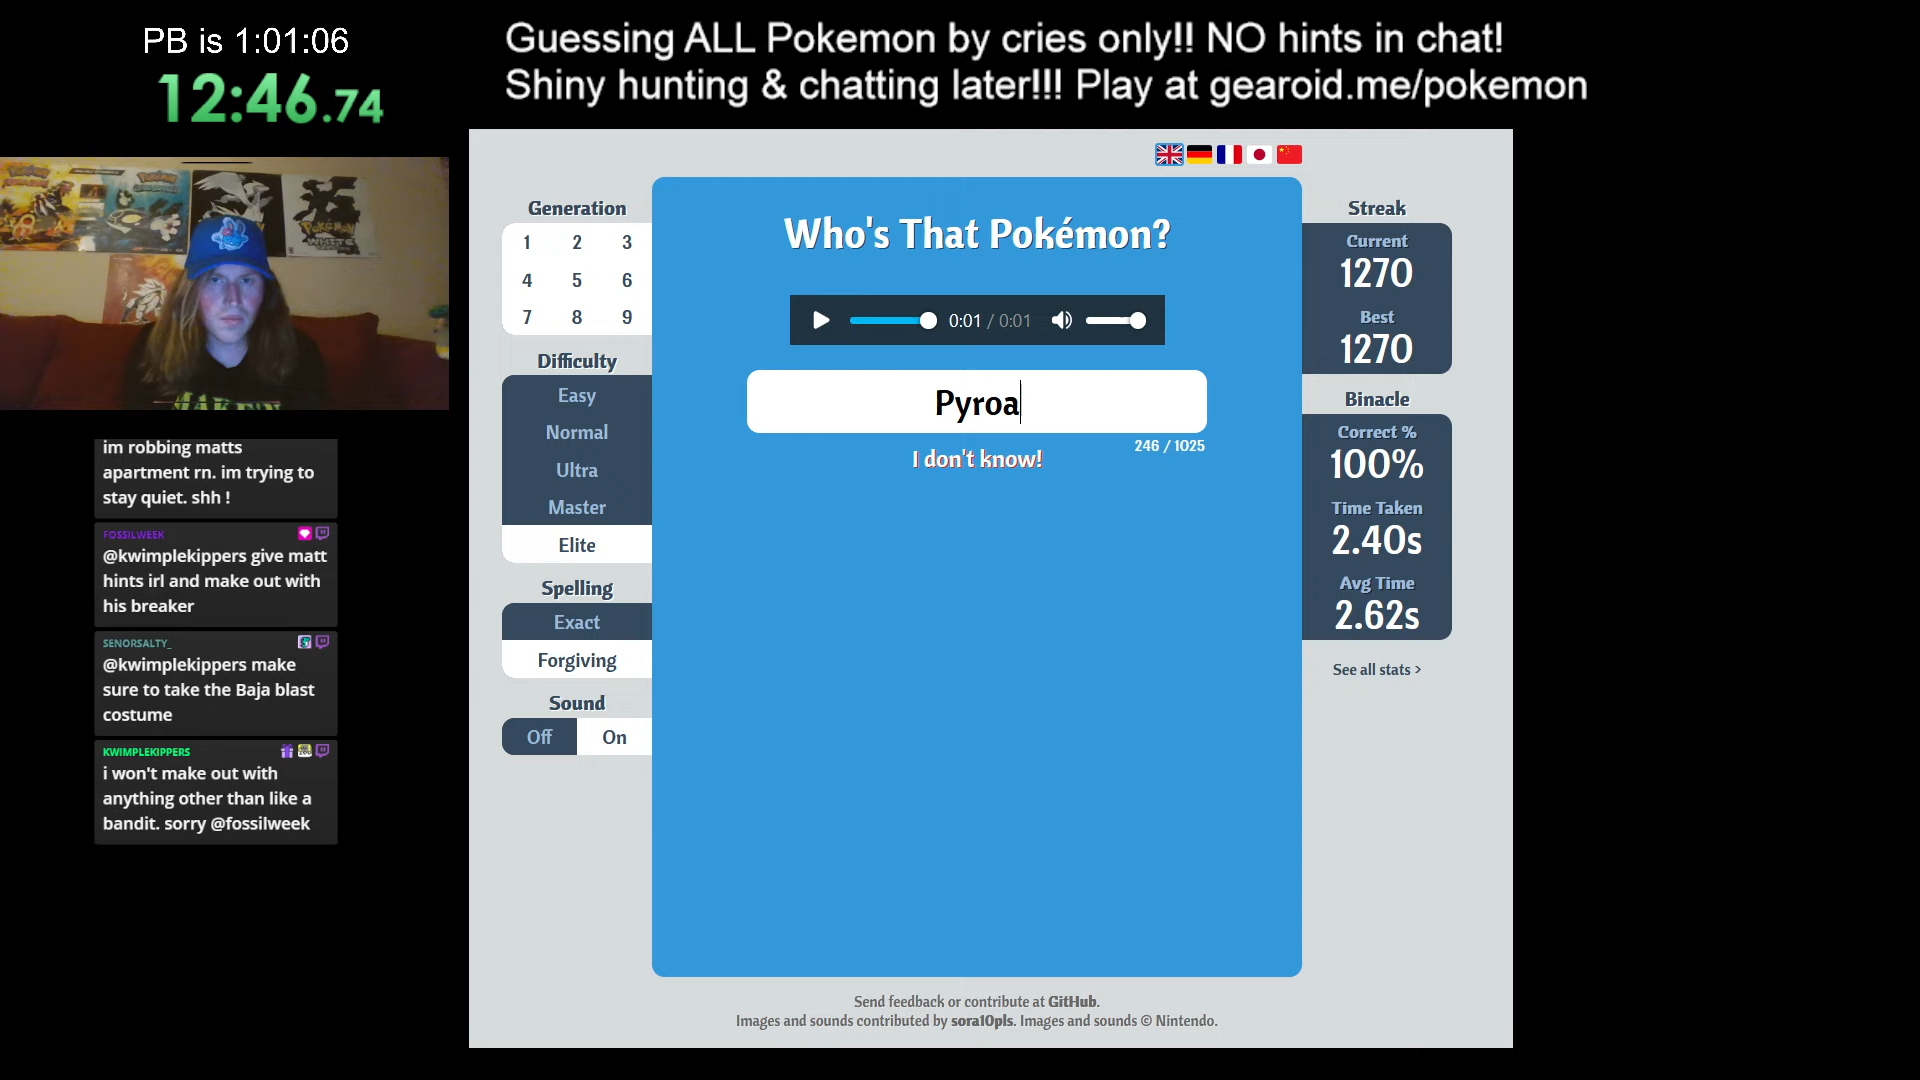 PB is 1:01:06
12:46.74
Guessing ALL Pokemon by cries only!! NO hints in chat!
Shiny hunting & chatting later!!! Play at gearoid.me/pokemon
im robbing matts
apartment rn. im trying to
stay quiet. shh !
FOSSILWEEK
@kwimplekippers give matt
hints irl and make out with
his breaker
SENORSALTY_
@kwimplekippers make
sure to take the Baja blast
costume
KWIMPLEKIPPERS
i won't make out with
anything other than like a
bandit. sorry @fossilweek
Generation
1 2 3
4 5 6
7 8 9
Difficulty
Easy
Normal
Ultra
Master
Elite
Spelling
Exact
Forgiving
Sound
Off On
Who's That Pokémon?
0:01 / 0:01
Pyroa
246 / 1025
I don't know!
Streak
Current
1270
Best
1270
Binacle
Correct %
100%
Time Taken
2.40s
Avg Time
2.62s
See all stats >
Send feedback or contribute at GitHub.
Images and sounds contributed by sora10pls. Images and sounds © Nintendo.